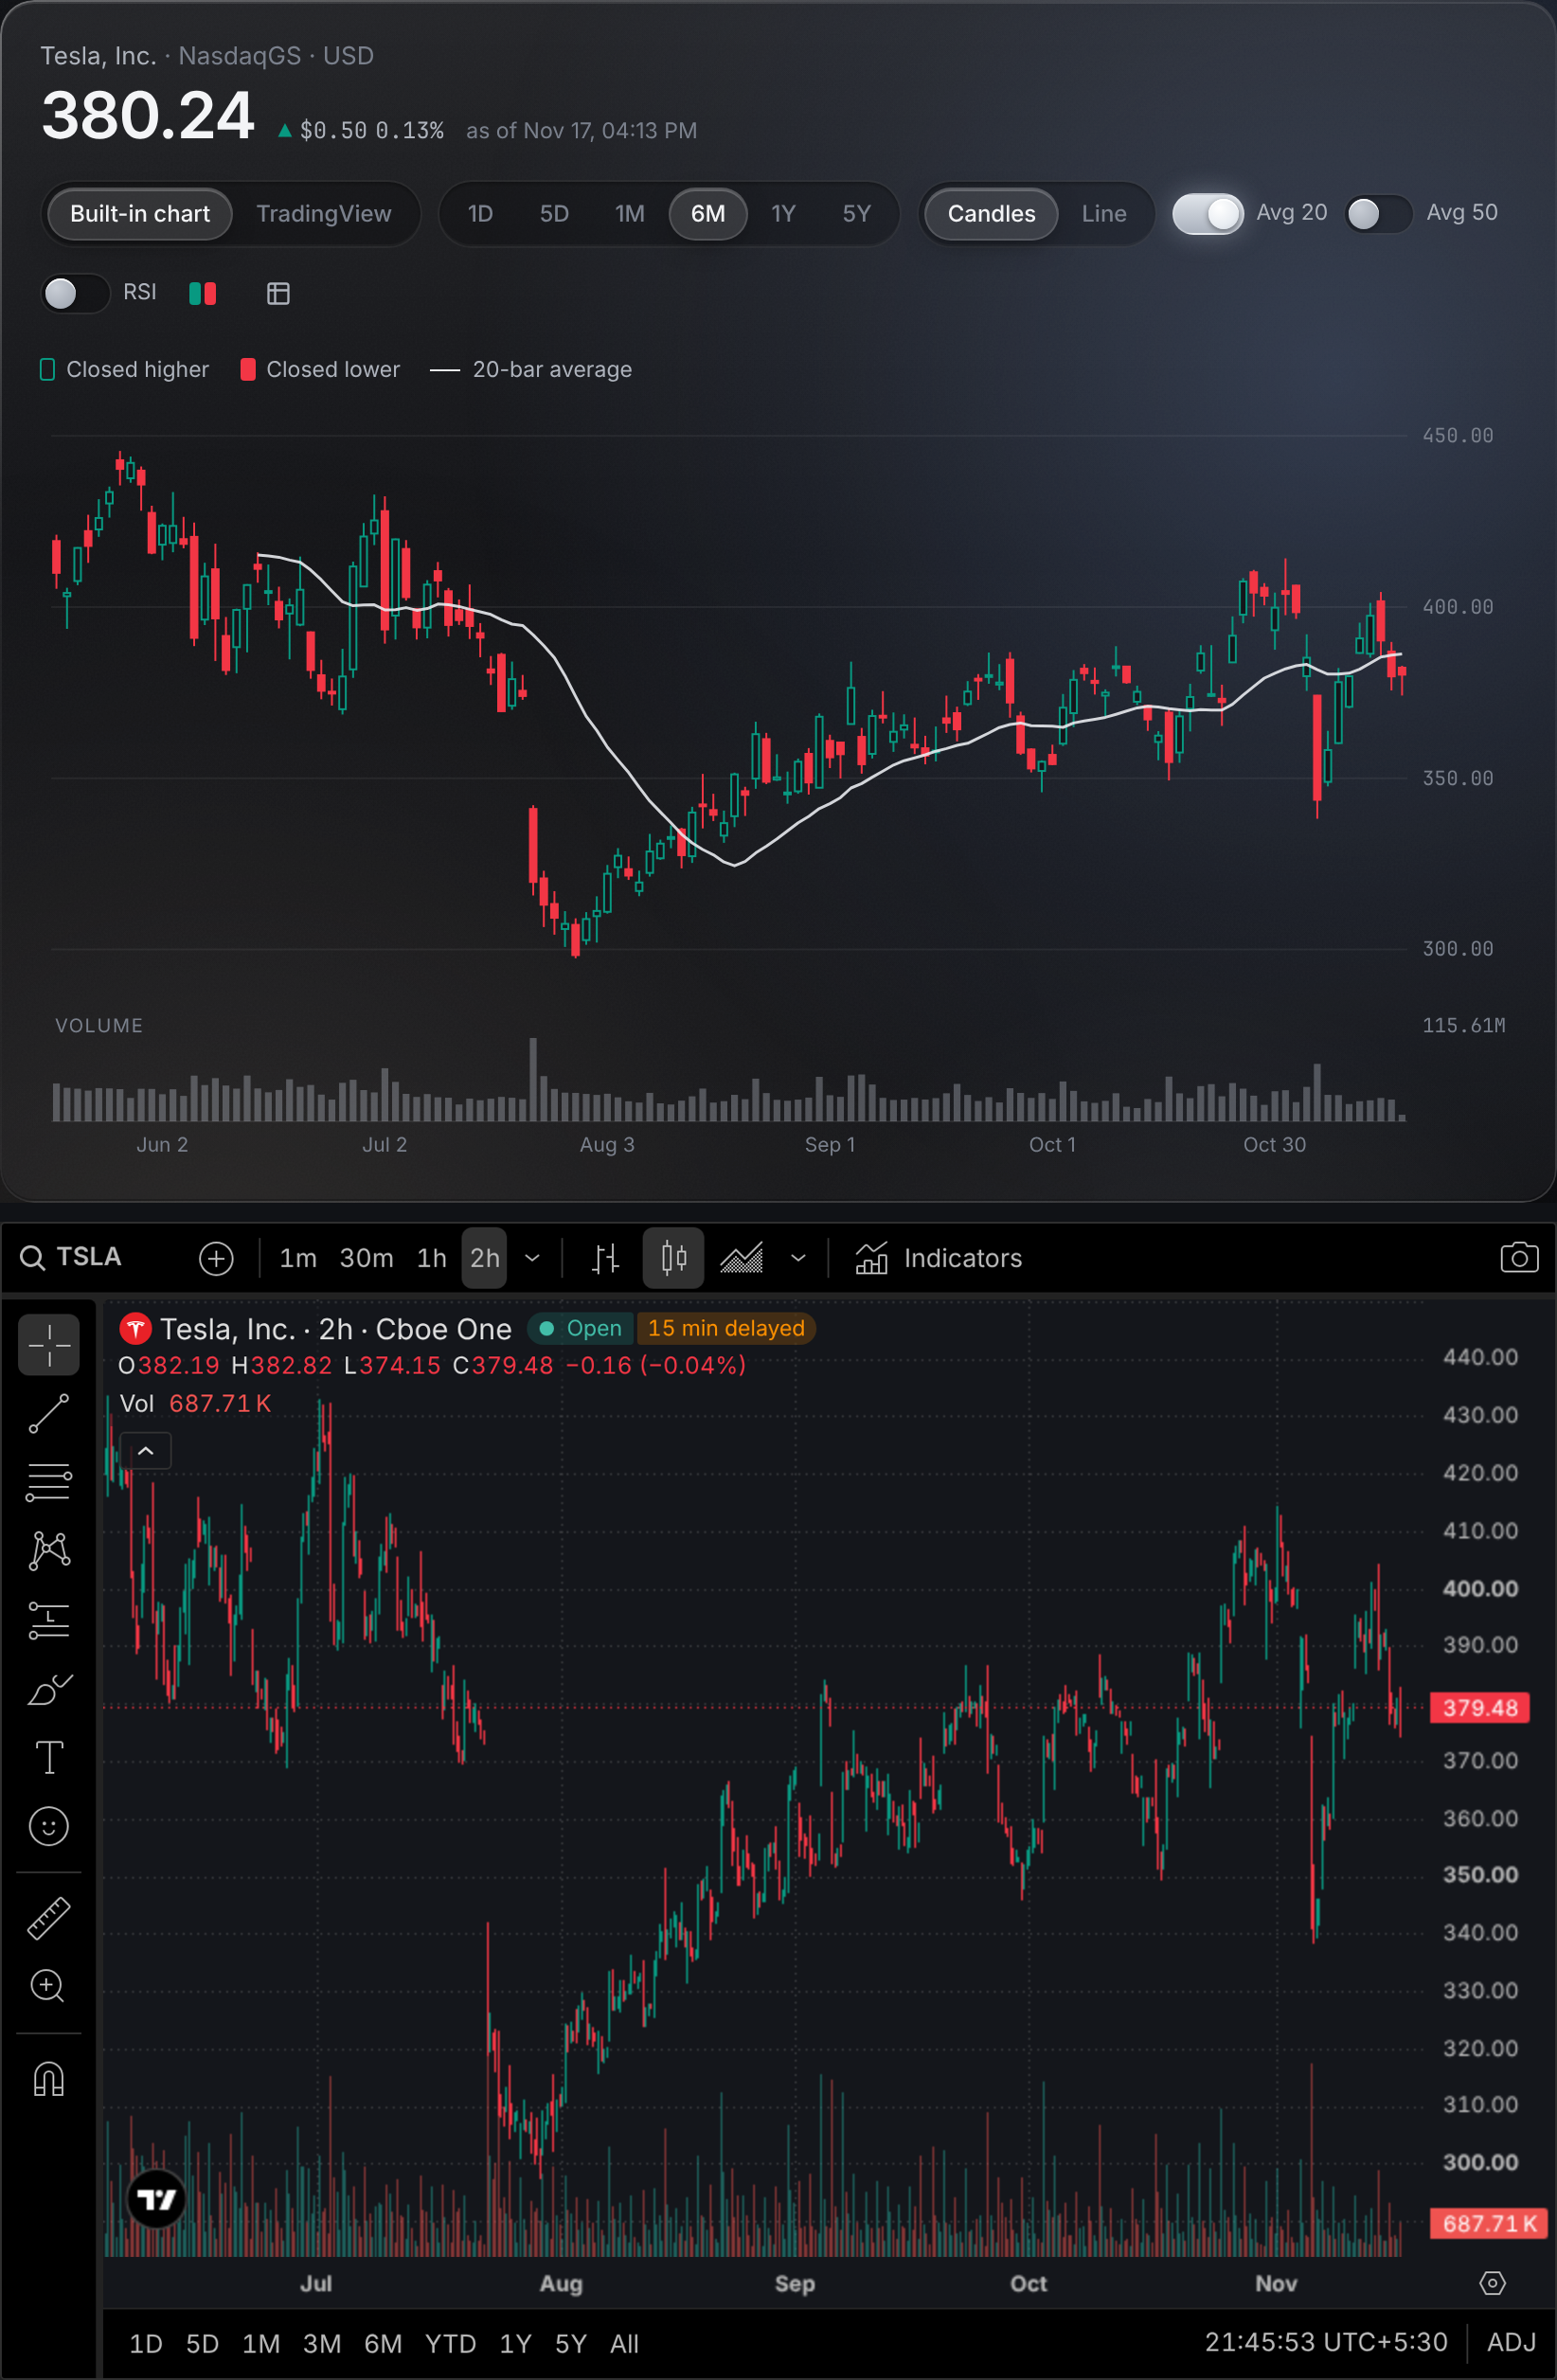 Tesla, Inc. · NasdaqGS · USD
380.24 ▲ $0.50 0.13% as of Nov 17, 04:13 PM
Built-in chart TradingView 1D 5D 1M 6M 1Y 5Y Candles Line Avg 20 Avg 50
RSI
Closed higher Closed lower 20-bar average
450.00
400.00
350.00
300.00
VOLUME 115.61M
Jun 2 Jul 2 Aug 3 Sep 1 Oct 1 Oct 30
TSLA 1m 30m 1h 2h Indicators
Tesla, Inc. · 2h · Cboe One Open 15 min delayed
O382.19 H382.82 L374.15 C379.48 −0.16 (−0.04%)
Vol 687.71 K
440.00
430.00
420.00
410.00
400.00
390.00
379.48
370.00
360.00
350.00
340.00
330.00
320.00
310.00
300.00
687.71 K
Jul Aug Sep Oct Nov
1D 5D 1M 3M 6M YTD 1Y 5Y All 21:45:53 UTC+5:30 ADJ